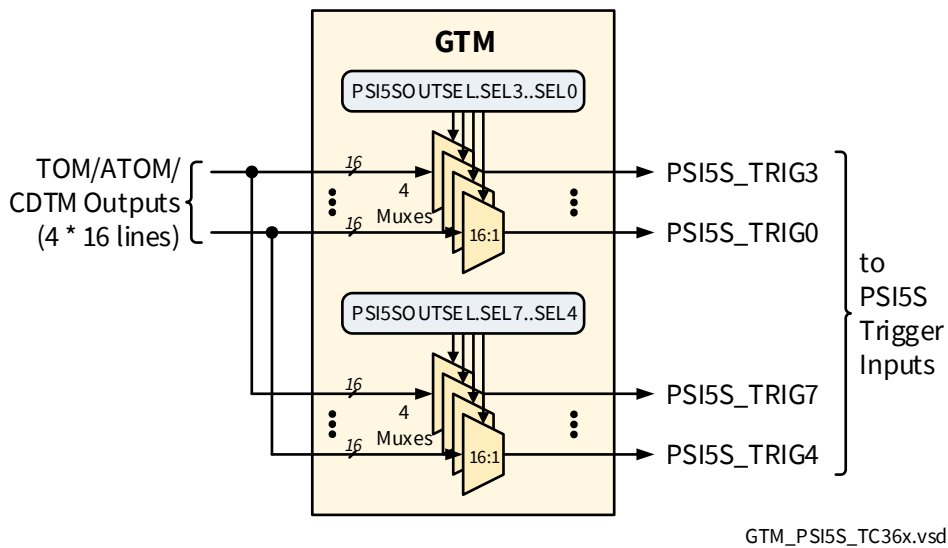 GTM
PSI5SOUTSEL.SEL3..SEL0
TOM/ATOM/
CDTM Outputs
(4 * 16 lines)
16
4
Muxes
16
16:1
PSI5S_TRIG3
PSI5S_TRIG0
PSI5SOUTSEL.SEL7..SEL4
16
4
Muxes
16
16:1
PSI5S_TRIG7
PSI5S_TRIG4
to
PSI5S
Trigger
Inputs
GTM_PSI5S_TC36x.vsd